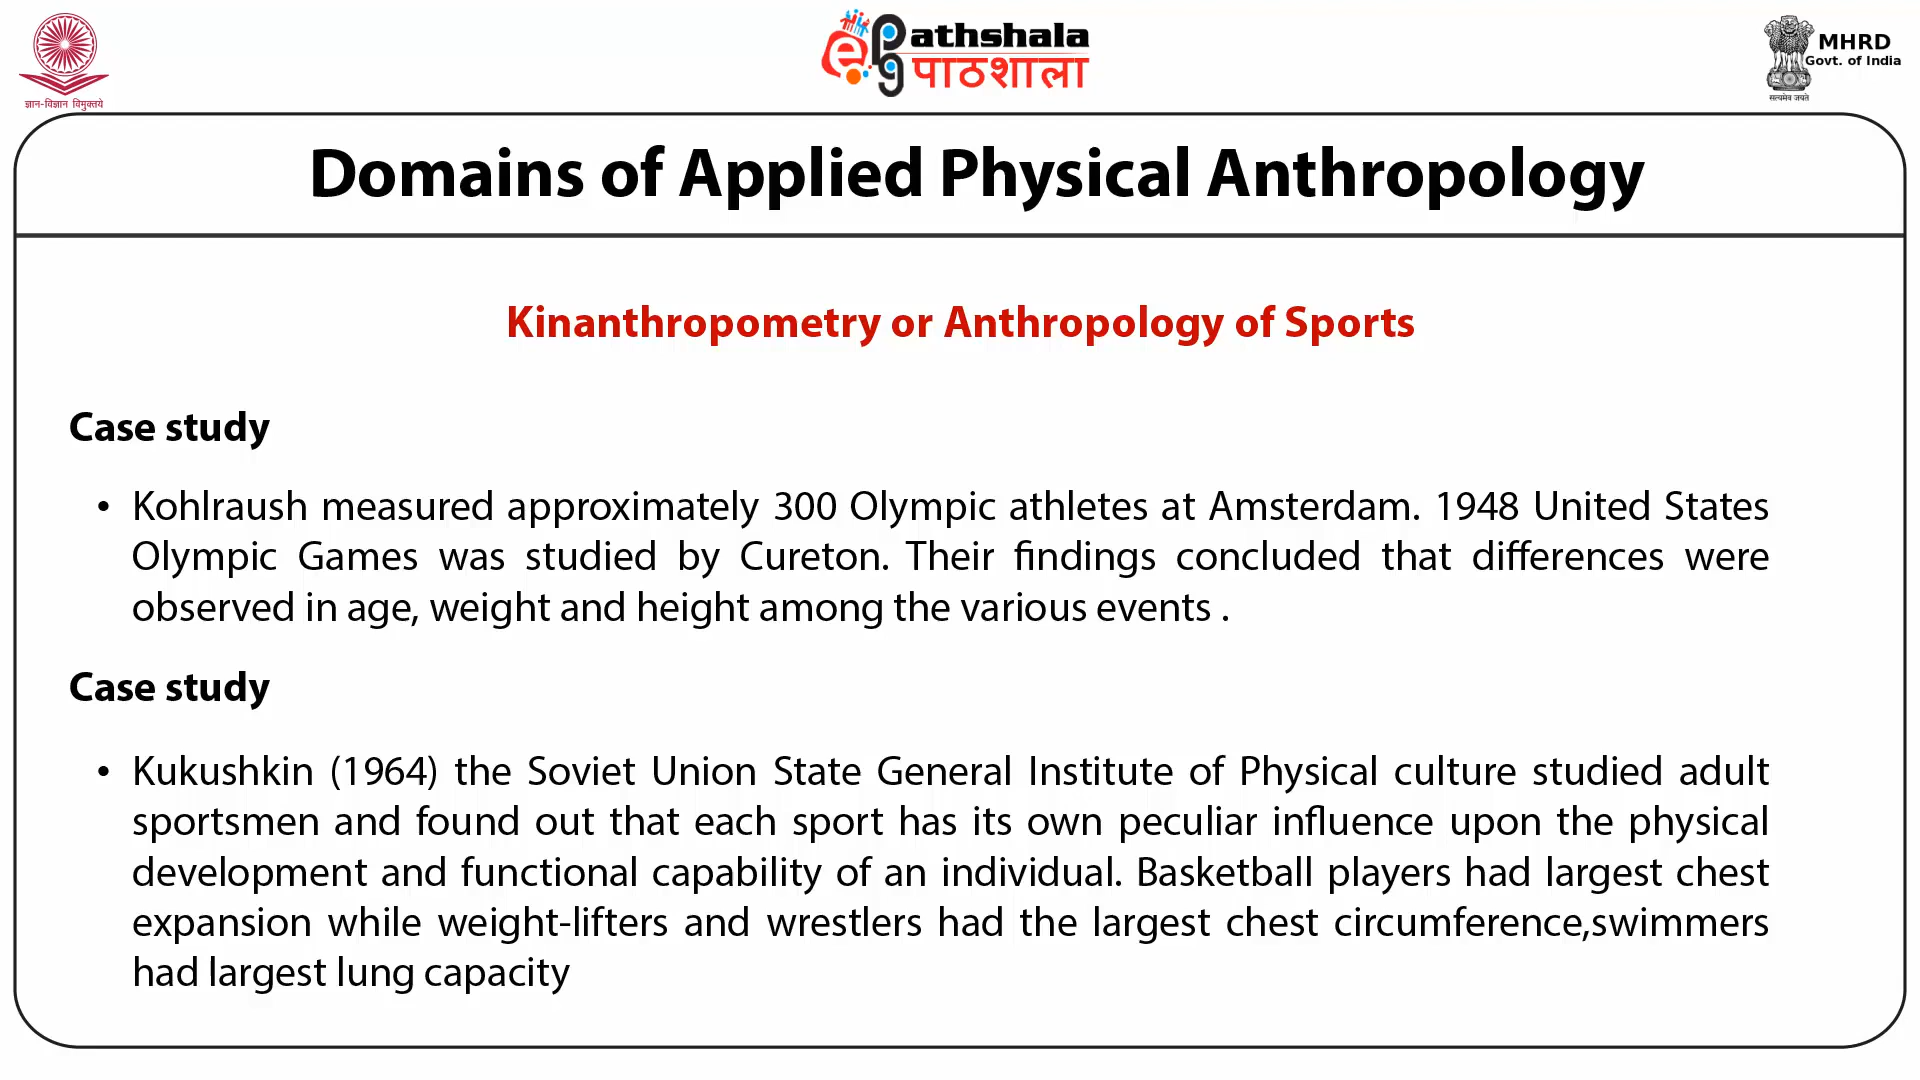 ज्ञान-विज्ञान विमुक्तये
ePathshala
पाठशाला
MHRD
Govt. of India
सत्यमेव जयते
Domains of Applied Physical Anthropology
Kinanthropometry or Anthropology of Sports
Case study
• Kohlraush measured approximately 300 Olympic athletes at Amsterdam. 1948 United States
Olympic Games was studied by Cureton. Their findings concluded that differences were
observed in age, weight and height among the various events .
Case study
• Kukushkin (1964) the Soviet Union State General Institute of Physical culture studied adult
sportsmen and found out that each sport has its own peculiar influence upon the physical
development and functional capability of an individual. Basketball players had largest chest
expansion while weight-lifters and wrestlers had the largest chest circumference,swimmers
had largest lung capacity